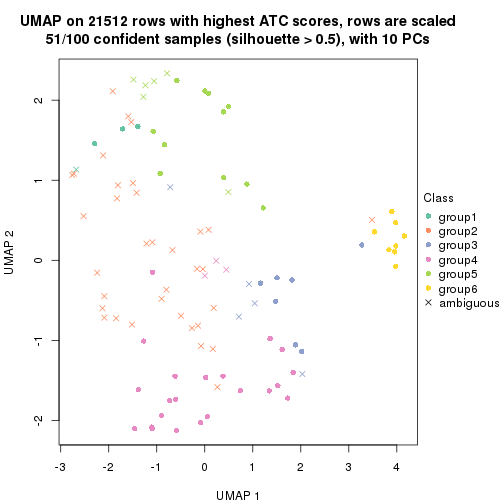 UMAP on 21512 rows with highest ATC scores, rows are scaled
51/100 confident samples (silhouette > 0.5), with 10 PCs
2
1
0
-1
-2
UMAP 2
-3
-2
-1
0
1
2
3
4
UMAP 1
Class
group1
group2
group3
group4
group5
group6
ambiguous